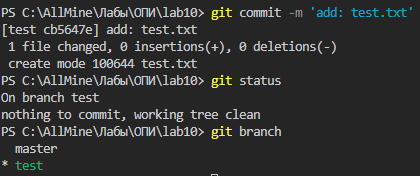 PS C:\AllMine\Лабы\ОПИ\lab10> git commit -m 'add: test.txt'
[test cb5647e] add: test.txt
 1 file changed, 0 insertions(+), 0 deletions(-)
 create mode 100644 test.txt
PS C:\AllMine\Лабы\ОПИ\lab10> git status
On branch test
nothing to commit, working tree clean
PS C:\AllMine\Лабы\ОПИ\lab10> git branch
  master
* test